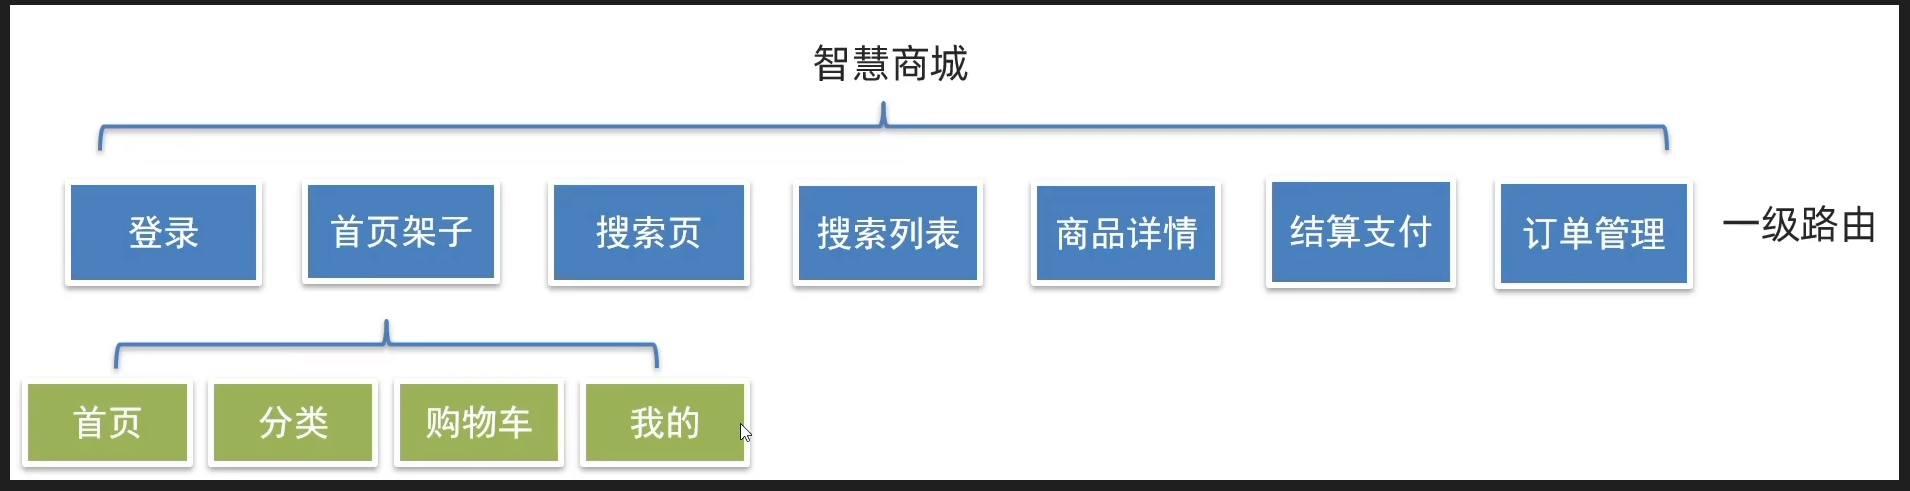 智慧商城
登录
首页架子
搜索页
搜索列表
商品详情
结算支付
订单管理
一级路由
首页
分类
购物车
我的